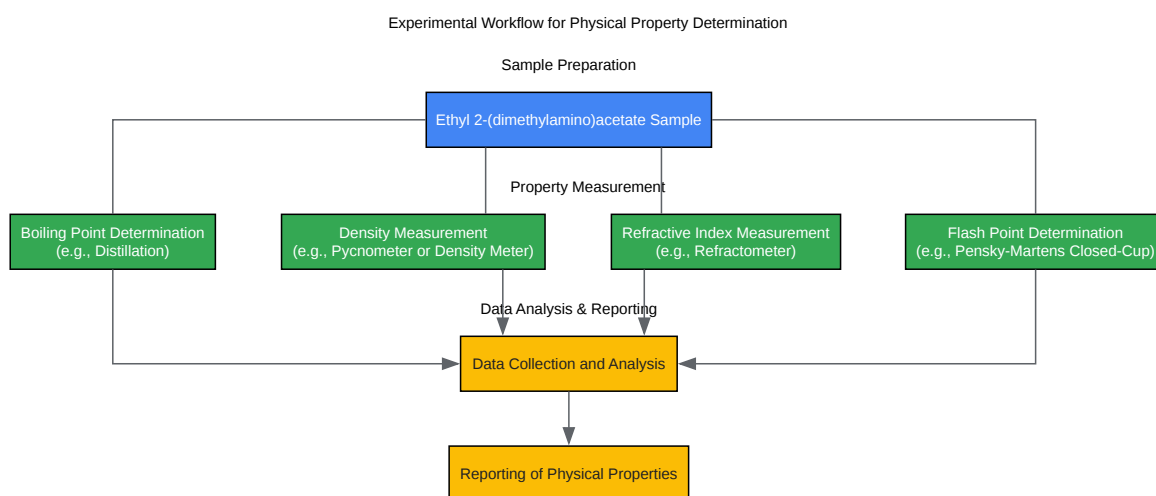 Experimental Workflow for Physical Property Determination
Sample Preparation
Ethyl 2-(dimethylamino)acetate Sample
Property Measurement
Boiling Point Determination
(e.g., Distillation)
Density Measurement
(e.g., Pycnometer or Density Meter)
Refractive Index Measurement
(e.g., Refractometer)
Flash Point Determination
(e.g., Pensky-Martens Closed-Cup)
Data Analysis & Reporting
Data Collection and Analysis
Reporting of Physical Properties